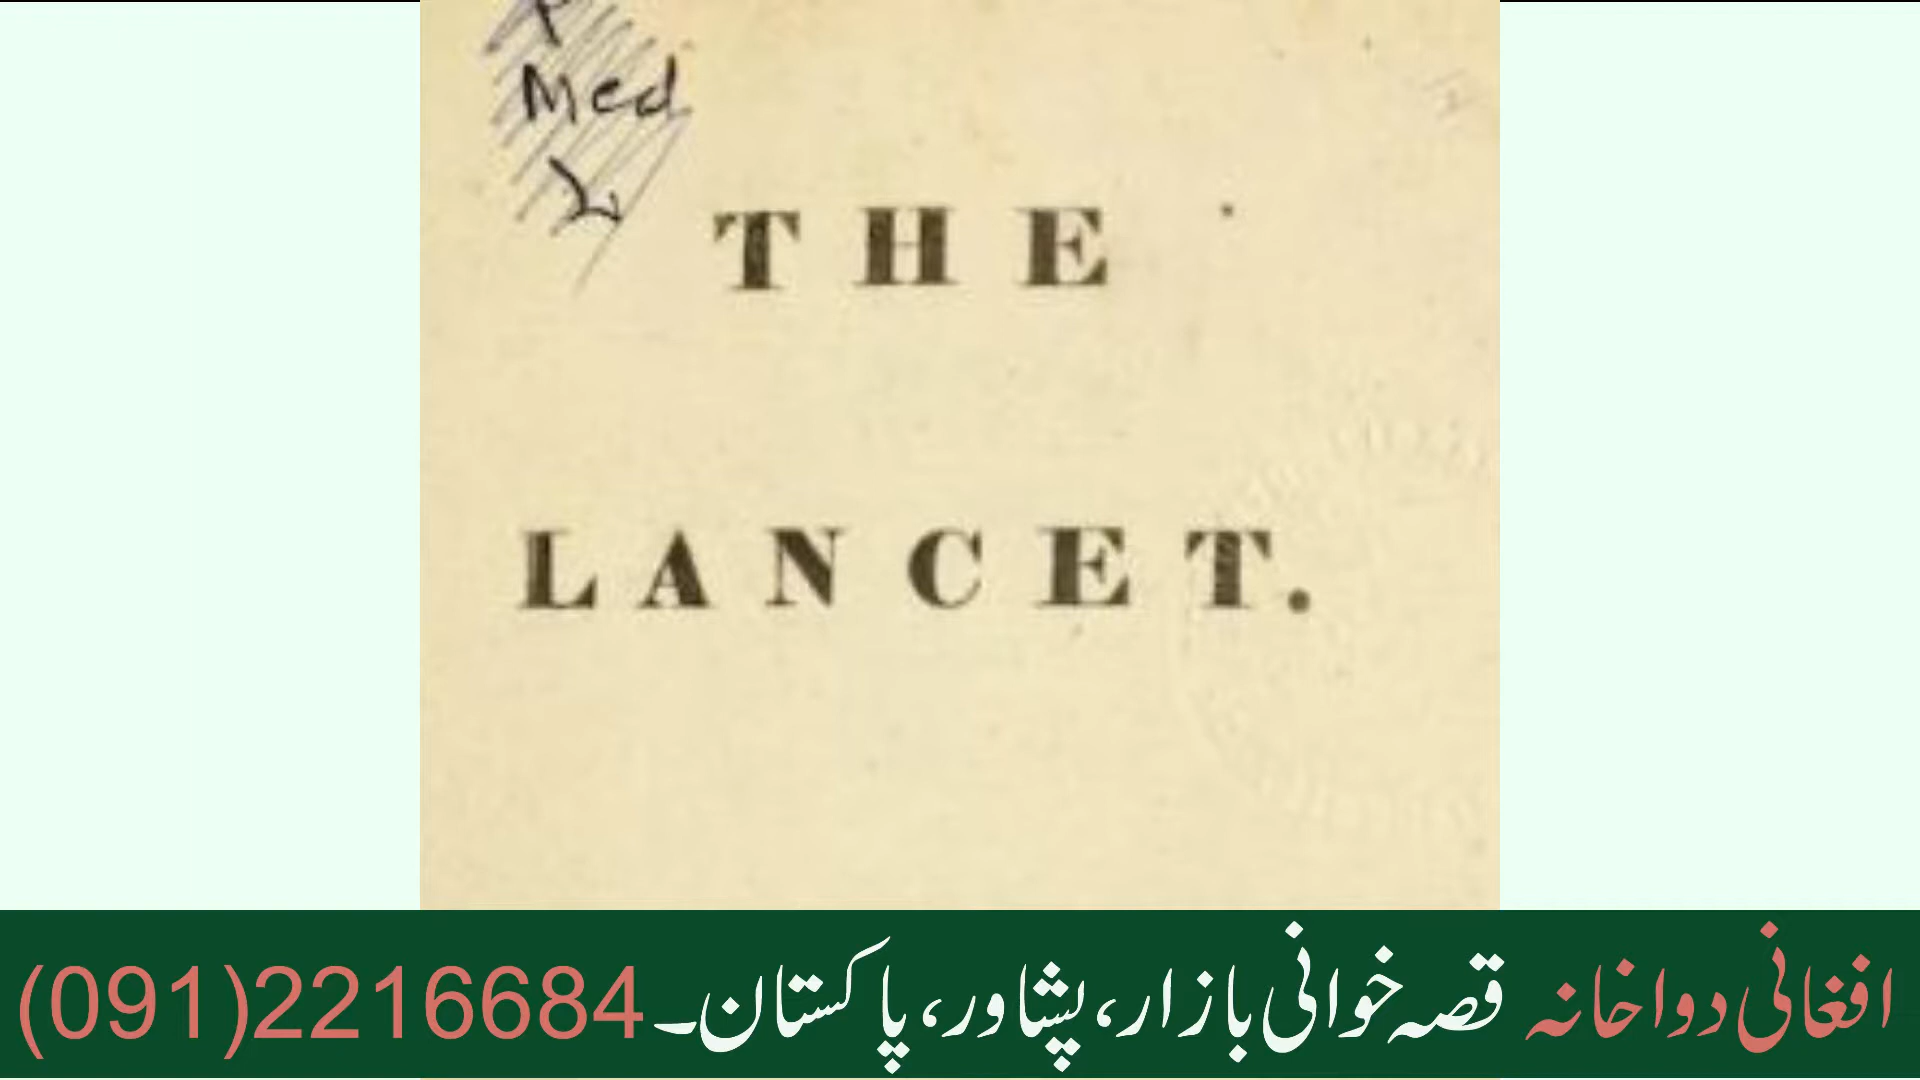 Med
THE
LANCET.
افغانی دواخانہ قصہ خوانی بازار، پشاور، پاکستان۔ 2216684(091)